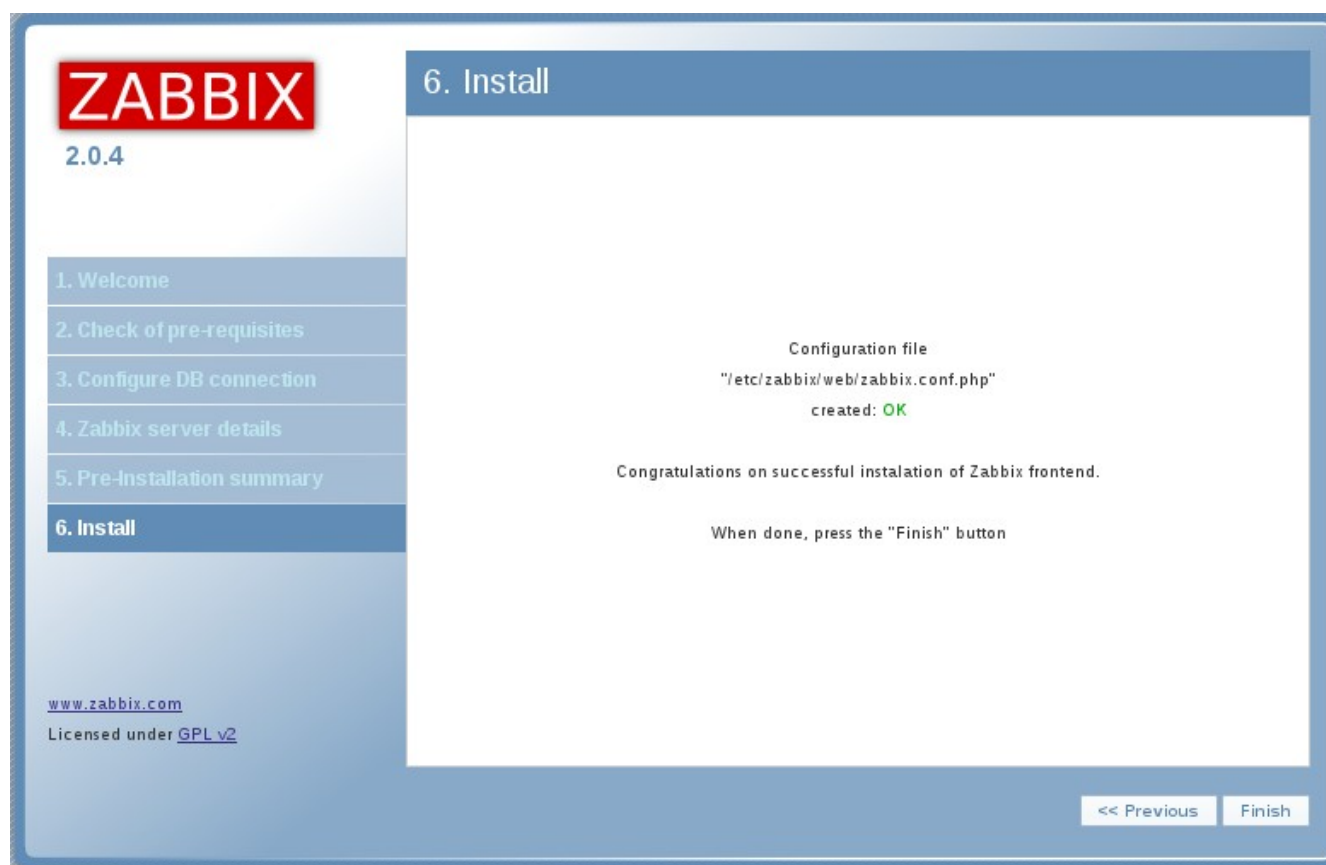 ZABBIX
2.0.4
1. Welcome
2. Check of pre-requisites
3. Configure DB connection
4. Zabbix server details
5. Pre-Installation summary
6. Install
www.zabbix.com
Licensed under GPL v2
6. Install
Configuration file
"/etc/zabbix/web/zabbix.conf.php"
created: OK
Congratulations on successful instalation of Zabbix frontend.
When done, press the "Finish" button
<< Previous
Finish